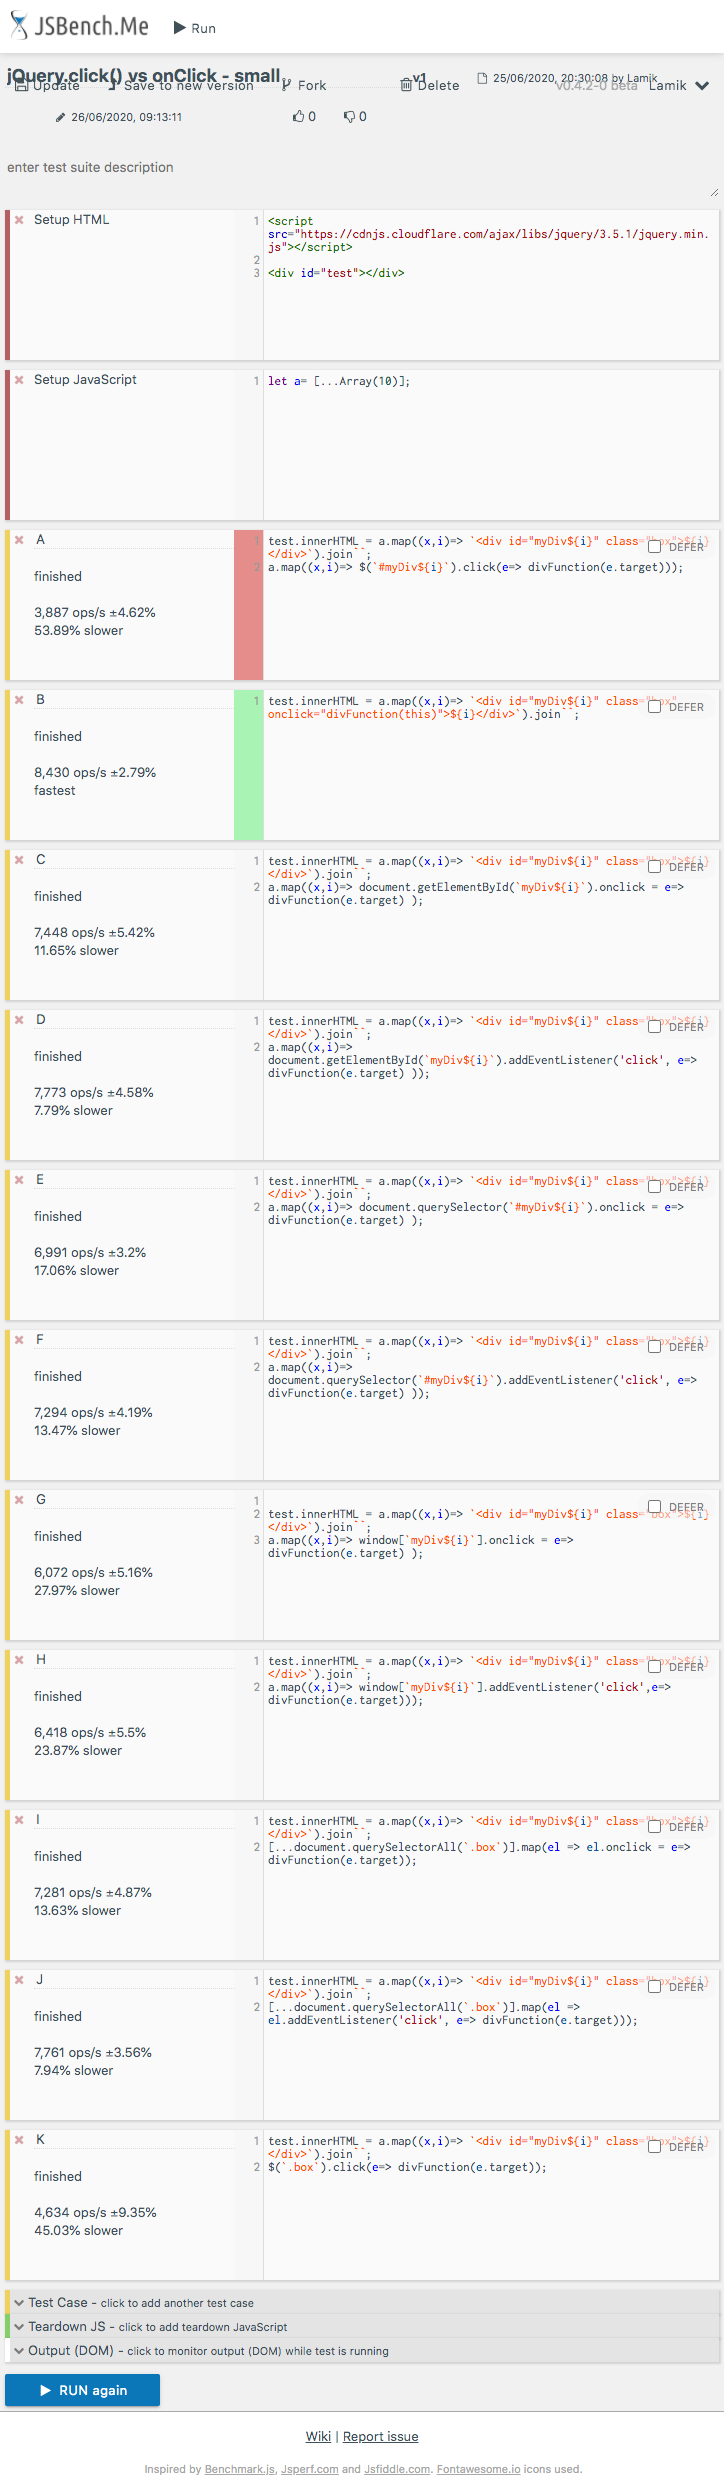 JSBench.Me
Run
jQuery.click() vs onClick - small
v1
25/06/2020, 20:30:08 by Lamik
Update
Save to new version
Fork
Delete
v0.4.2-0 beta
Lamik
26/06/2020, 09:13:11
0
0
enter test suite description
Setup HTML
1 <script
src="https://cdnjs.cloudflare.com/ajax/libs/jquery/3.5.1/jquery.min.
js"></script>
2
3 <div id="test"></div>
Setup JavaScript
1 let a= [...Array(10)];
A
finished
3,887 ops/s ±4.62%
53.89% slower
DEFER
1 test.innerHTML = a.map((x,i)=> `<div id="myDiv${i}" class="box">${i}
</div>`).join``;
2 a.map((x,i)=> $(`#myDiv${i}`).click(e=> divFunction(e.target)));
B
finished
8,430 ops/s ±2.79%
fastest
DEFER
1 test.innerHTML = a.map((x,i)=> `<div id="myDiv${i}" class="box"
onclick="divFunction(this)">${i}</div>`).join``;
C
finished
7,448 ops/s ±5.42%
11.65% slower
DEFER
1 test.innerHTML = a.map((x,i)=> `<div id="myDiv${i}" class="box">${i}
</div>`).join``;
2 a.map((x,i)=> document.getElementById(`myDiv${i}`).onclick = e=>
divFunction(e.target) );
D
finished
7,773 ops/s ±4.58%
7.79% slower
DEFER
1 test.innerHTML = a.map((x,i)=> `<div id="myDiv${i}" class="box">${i}
</div>`).join``;
2 a.map((x,i)=>
document.getElementById(`myDiv${i}`).addEventListener('click', e=>
divFunction(e.target) ));
E
finished
6,991 ops/s ±3.2%
17.06% slower
DEFER
1 test.innerHTML = a.map((x,i)=> `<div id="myDiv${i}" class="box">${i}
</div>`).join``;
2 a.map((x,i)=> document.querySelector(`#myDiv${i}`).onclick = e=>
divFunction(e.target) );
F
finished
7,294 ops/s ±4.19%
13.47% slower
DEFER
1 test.innerHTML = a.map((x,i)=> `<div id="myDiv${i}" class="box">${i}
</div>`).join``;
2 a.map((x,i)=>
document.querySelector(`#myDiv${i}`).addEventListener('click', e=>
divFunction(e.target) ));
G
finished
6,072 ops/s ±5.16%
27.97% slower
DEFER
1
2 test.innerHTML = a.map((x,i)=> `<div id="myDiv${i}" class="box">${i}
</div>`).join``;
3 a.map((x,i)=> window[`myDiv${i}`].onclick = e=>
divFunction(e.target) );
H
finished
6,418 ops/s ±5.5%
23.87% slower
DEFER
1 test.innerHTML = a.map((x,i)=> `<div id="myDiv${i}" class="box">${i}
</div>`).join``;
2 a.map((x,i)=> window[`myDiv${i}`].addEventListener('click',e=>
divFunction(e.target)));
I
finished
7,281 ops/s ±4.87%
13.63% slower
DEFER
1 test.innerHTML = a.map((x,i)=> `<div id="myDiv${i}" class="box">${i}
</div>`).join``;
2 [...document.querySelectorAll(`.box`)].map(el => el.onclick = e=>
divFunction(e.target));
J
finished
7,761 ops/s ±3.56%
7.94% slower
DEFER
1 test.innerHTML = a.map((x,i)=> `<div id="myDiv${i}" class="box">${i}
</div>`).join``;
2 [...document.querySelectorAll(`.box`)].map(el =>
el.addEventListener('click', e=> divFunction(e.target)));
K
finished
4,634 ops/s ±9.35%
45.03% slower
DEFER
1 test.innerHTML = a.map((x,i)=> `<div id="myDiv${i}" class="box">${i}
</div>`).join``;
2 $(`.box`).click(e=> divFunction(e.target));
Test Case - click to add another test case
Teardown JS - click to add teardown JavaScript
Output (DOM) - click to monitor output (DOM) while test is running
RUN again
Wiki | Report issue
Inspired by Benchmark.js, Jsperf.com and Jsfiddle.com. Fontawesome.io icons used.